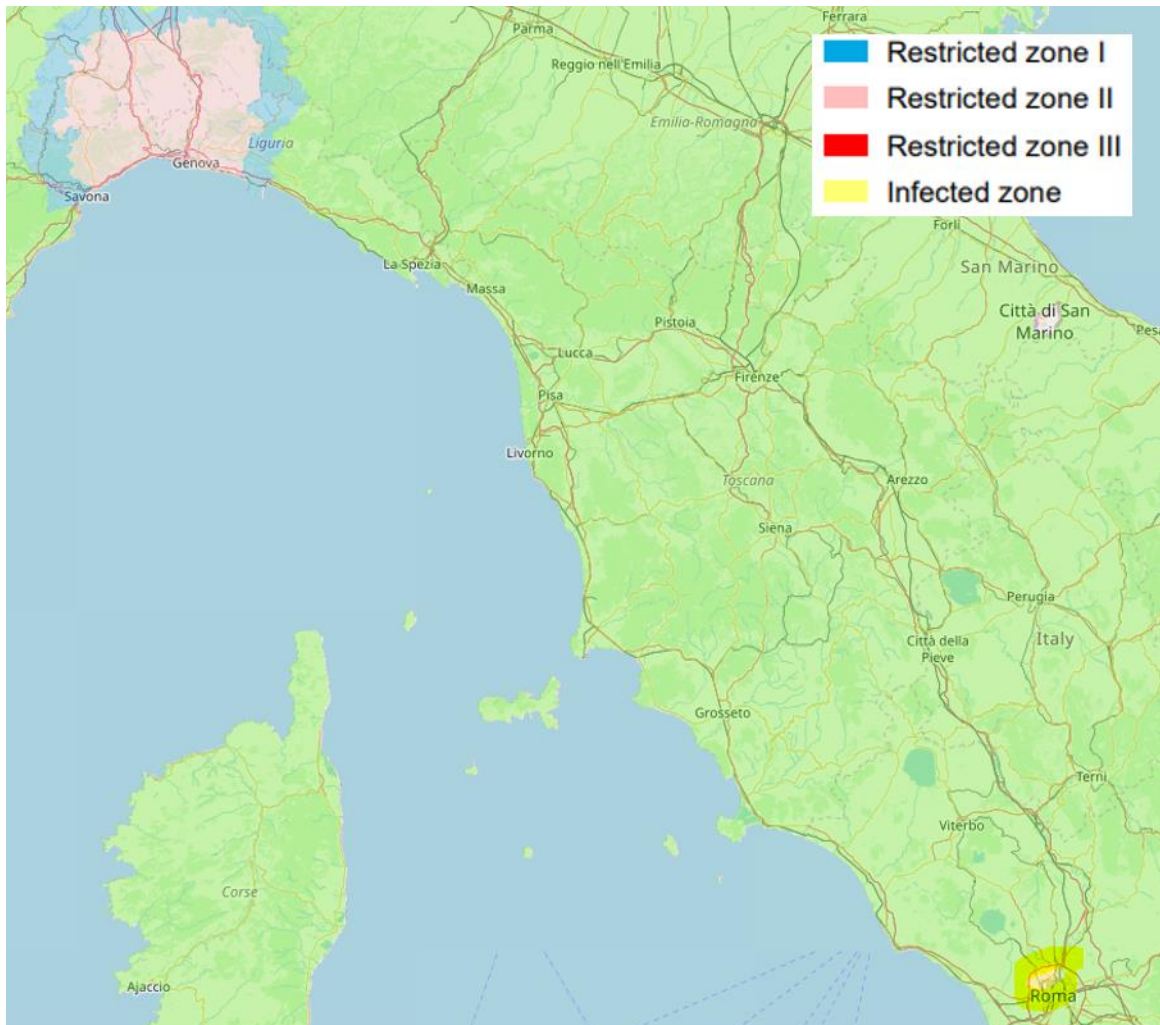 Ferrara
Parma
Reggio nell'Emilia
Emilia-Romagna
Restricted zone I
Restricted zone II
Restricted zone III
Infected zone
Liguria
Genova
Savona
Forlì
La Spezia
Massa
San Marino
Città di San
Marino
Pesa
Pistoia
Lucca
Firenze
Pisa
Livorno
Toscana
Arezzo
Siena
Perugia
Città della
Pieve
Italy
Grosseto
Terni
Viterbo
Corse
Ajaccio
Roma